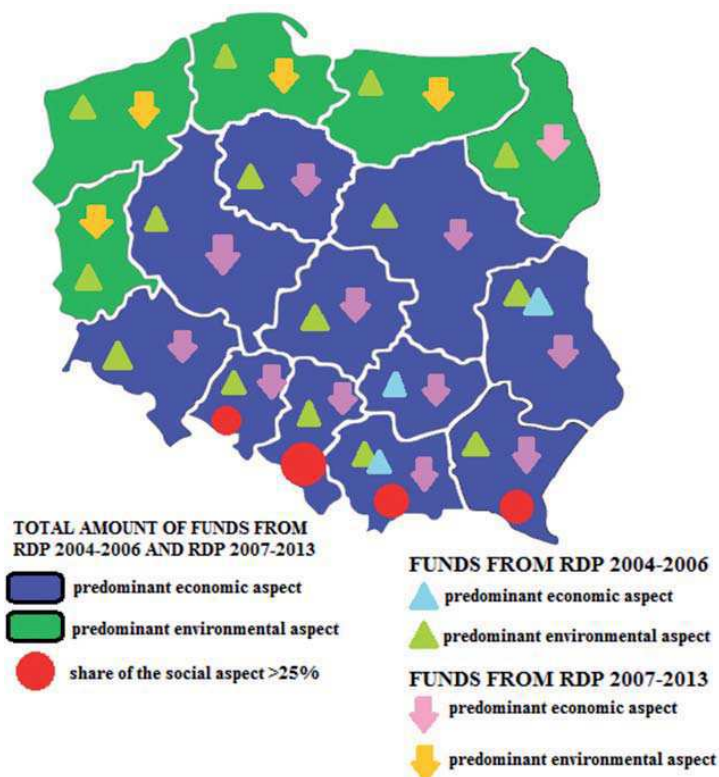 TOTAL AMOUNT OF FUNDS FROM
RDP 2004-2006 AND RDP 2007-2013
predominant economic aspect
predominant environmental aspect
share of the social aspect >25%
FUNDS FROM RDP 2004-2006
predominant economic aspect
predominant environmental aspect
FUNDS FROM RDP 2007-2013
predominant economic aspect
predominant environmental aspect